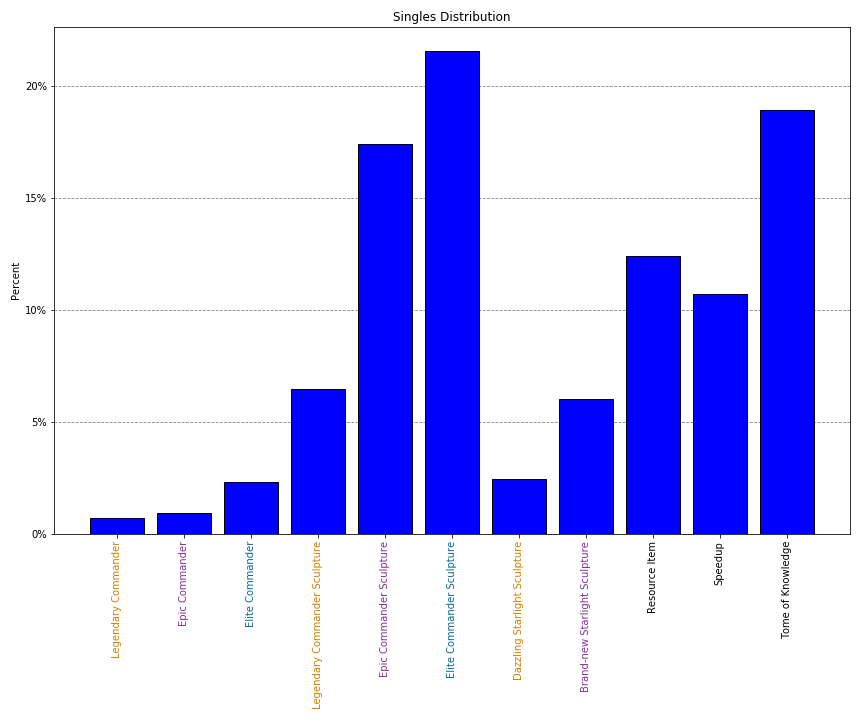 Singles Distribution
20%
15%
10%
5%
0%
Percent
Legendary Commander
Epic Commander
Elite Commander
Legendary Commander Sculpture
Epic Commander Sculpture
Elite Commander Sculpture
Dazzling Starlight Sculpture
Brand-new Starlight Sculpture
Resource Item
Speedup
Tome of Knowledge